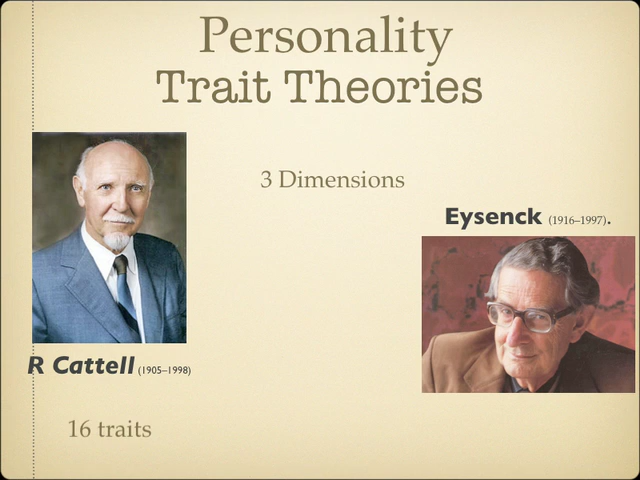 Personality
Trait Theories
3 Dimensions
Eysenck (1916–1997).
R Cattell (1905–1998)
16 traits